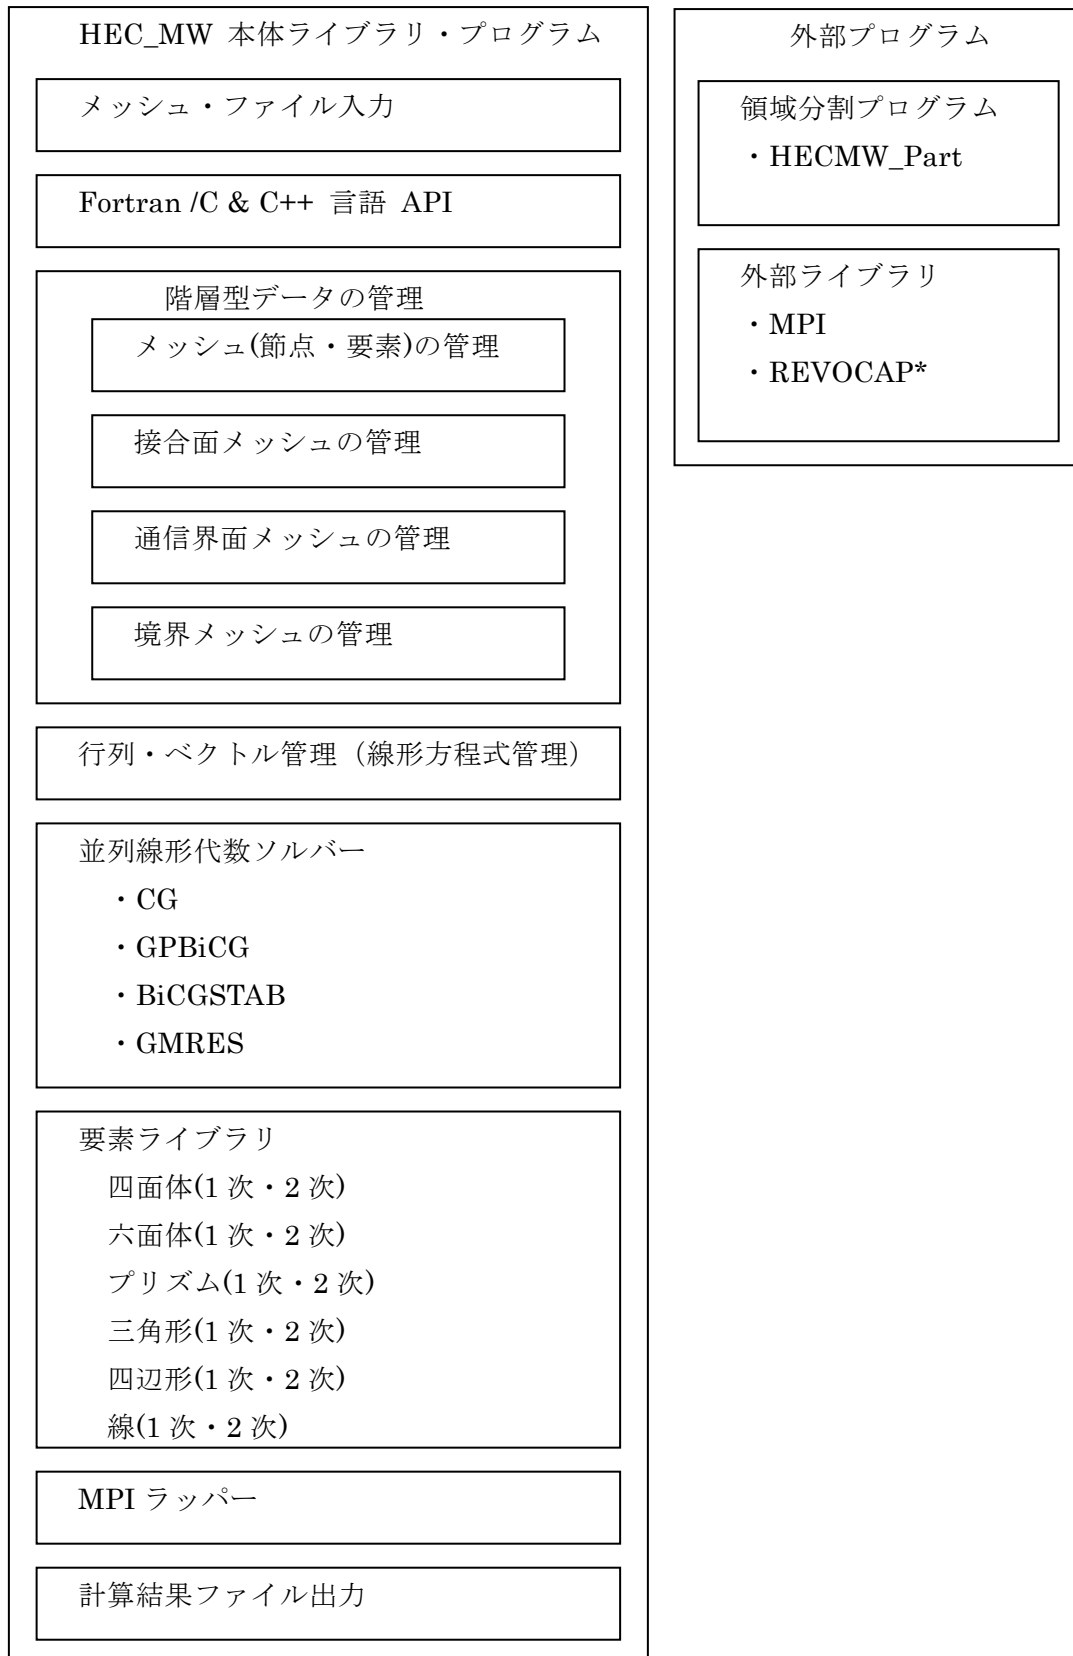 HEC_MW 本体ライブラリ・プログラム
メッシュ・ファイル入力
Fortran /C & C++ 言語 API
階層型データの管理
メッシュ(節点・要素)の管理
接合面メッシュの管理
通信界面メッシュの管理
境界メッシュの管理
行列・ベクトル管理（線形方程式管理）
並列線形代数ソルバー
・CG
・GPBiCG
・BiCGSTAB
・GMRES
要素ライブラリ
四面体(1 次・2 次)
六面体(1 次・2 次)
プリズム(1 次・2 次)
三角形(1 次・2 次)
四辺形(1 次・2 次)
線(1 次・2 次)
MPI ラッパー
計算結果ファイル出力
外部プログラム
領域分割プログラム
・HECMW_Part
外部ライブラリ
・MPI
・REVOCAP*